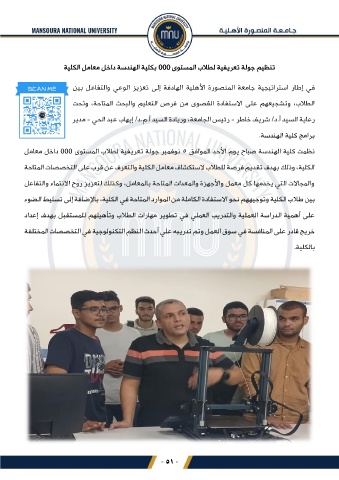 MANSOURA NATIONAL UNIVERSITY
جامعة المنصورة الأهلية
تنظيم جولة تعريفية لطلاب المستوى 000 بكلية الهندسة داخل معامل الكلية
SCAN ME
في إطار استراتيجية جامعة المنصورة الأهلية الهادفة إلى تعزيز الوعي والتفاعل بين
الطلاب، وتشجيعهم على الاستفادة القصوى من فرص التعليم والبحث المتاحة، وتحت
رعاية السيد أ.د/ شريف خاطر - رئيس الجامعة، وريادة السيد أ.م.د/ إيهاب عبد الحي - مدير
برامج كلية الهندسة.
نظمت كلية الهندسة صباح يوم الأحد الموافق ٥ نوفمبر جولة تعريفية لطلاب المستوى 000 داخل معامل
الكلية، وذلك بهدف تقديم فرصة للطلاب لاستكشاف معامل الكلية والتعرف عن قرب على التخصصات المتاحة
والمجالات التي يخدمها كل معمل والأجهزة والمعدات المتاحة بالمعامل، وكذلك لتعزيز روح الانتماء والتفاعل
بين طلاب الكلية وتوجيههم نحو الاستفادة الكاملة من الموارد المتاحة في الكلية، بالإضافة إلى تسليط الضوء
على أهمية الدراسة العملية والتدريب العملي في تطوير مهارات الطلاب وتأهيلهم للمستقبل بهدف إعداد
خريج قادر على المنافسة في سوق العمل وتم تدريبه على أحدث النظم التكنولوجية في التخصصات المختلفة
بالكلية.
- ٥١ -